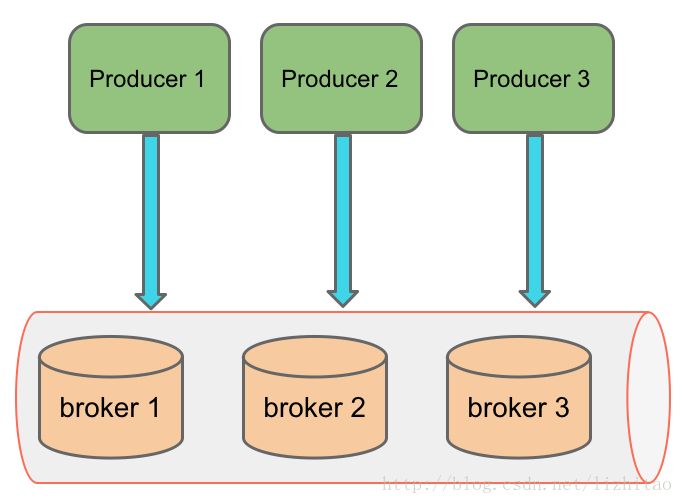 Producer 1
Producer 2
Producer 3
broker 1
broker 2
broker 3
http://blog.csdn.net/lizhitao